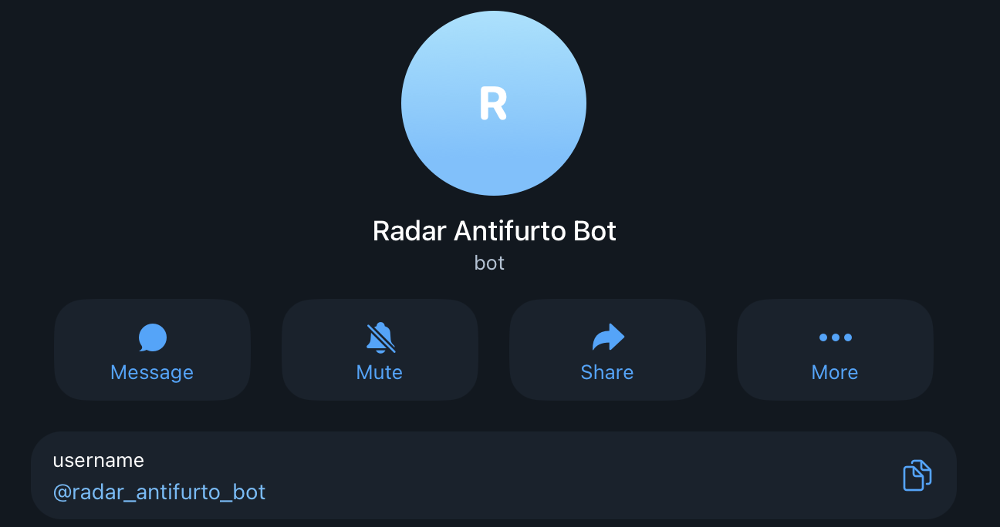 R
Radar Antifurto Bot
bot
Message
Mute
Share
More
username
@radar_antifurto_bot